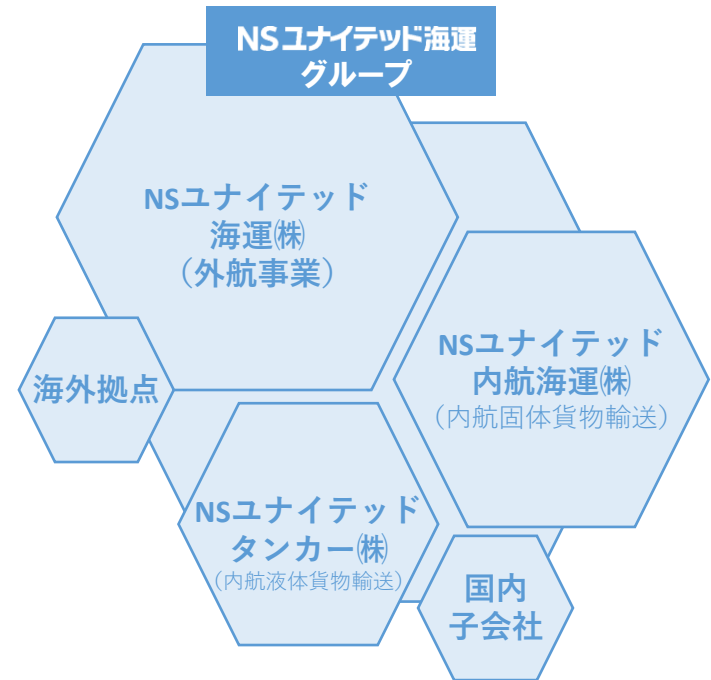 NSユナイテッド海運
グループ
NSユナイテッド
海運㈱
（外航事業）
NSユナイテッド
内航海運㈱
（内航固体貨物輸送）
海外拠点
NSユナイテッド
タンカー㈱
（内航液体貨物輸送）
国内
子会社